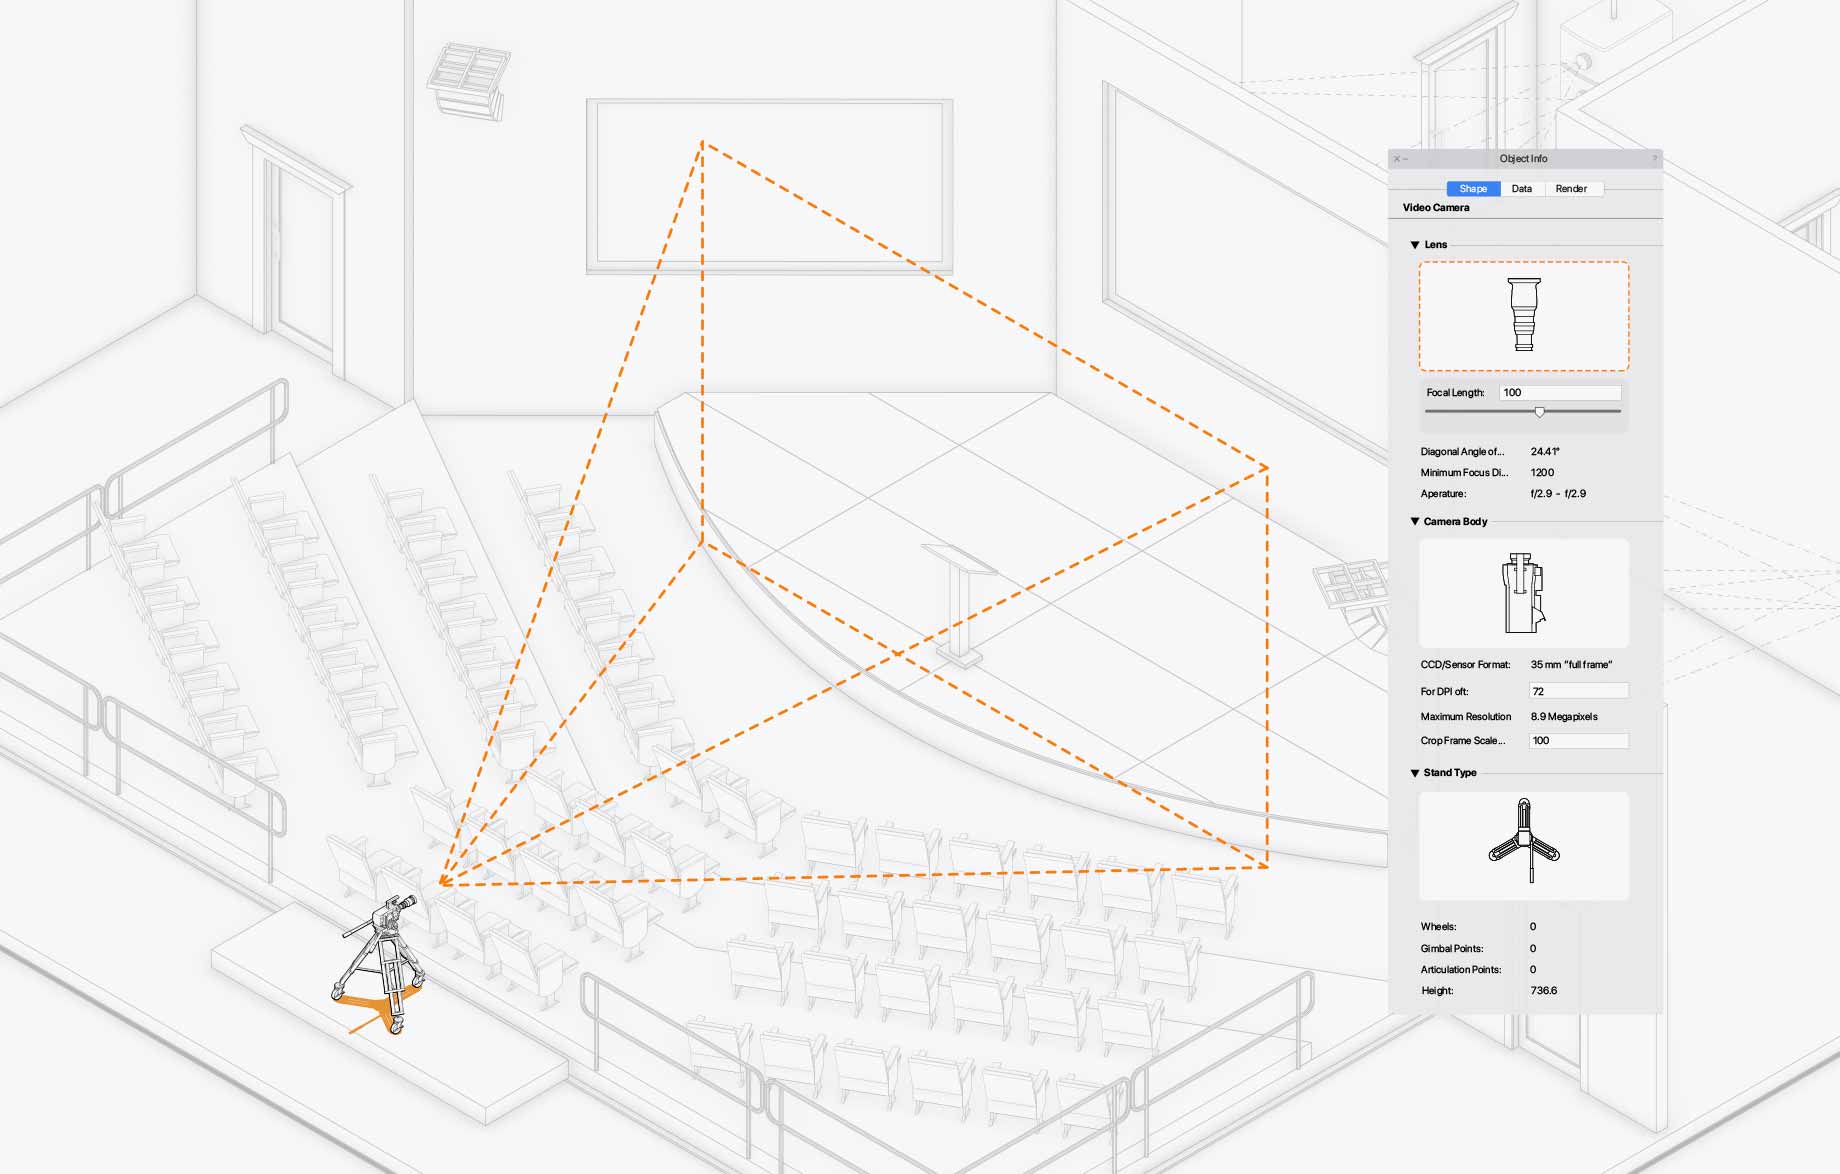 × – Object Info ?
Shape Data Render
Video Camera
▼ Lens
Focal Length: 100
Diagonal Angle of... 24.41°
Minimum Focus Di... 1200
Aperature: f/2.9 - f/2.9
▼ Camera Body
CCD/Sensor Format: 35 mm “full frame”
For DPI oft: 72
Maximum Resolution 8.9 Megapixels
Crop Frame Scale... 100
▼ Stand Type
Wheels: 0
Gimbal Points: 0
Articulation Points: 0
Height: 736.6